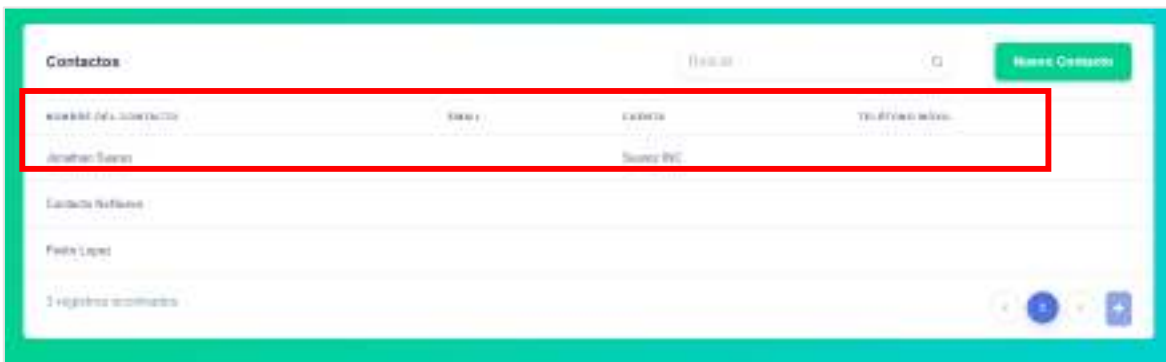 Contactos
Buscar
Nuevo Contacto
NOMBRE DEL CONTACTO EMAIL CUENTA TELÉFONO MÓVIL
Jonathan Suarez Suarez INC
Contacto
Pedro Lopez
3 registros encontrados